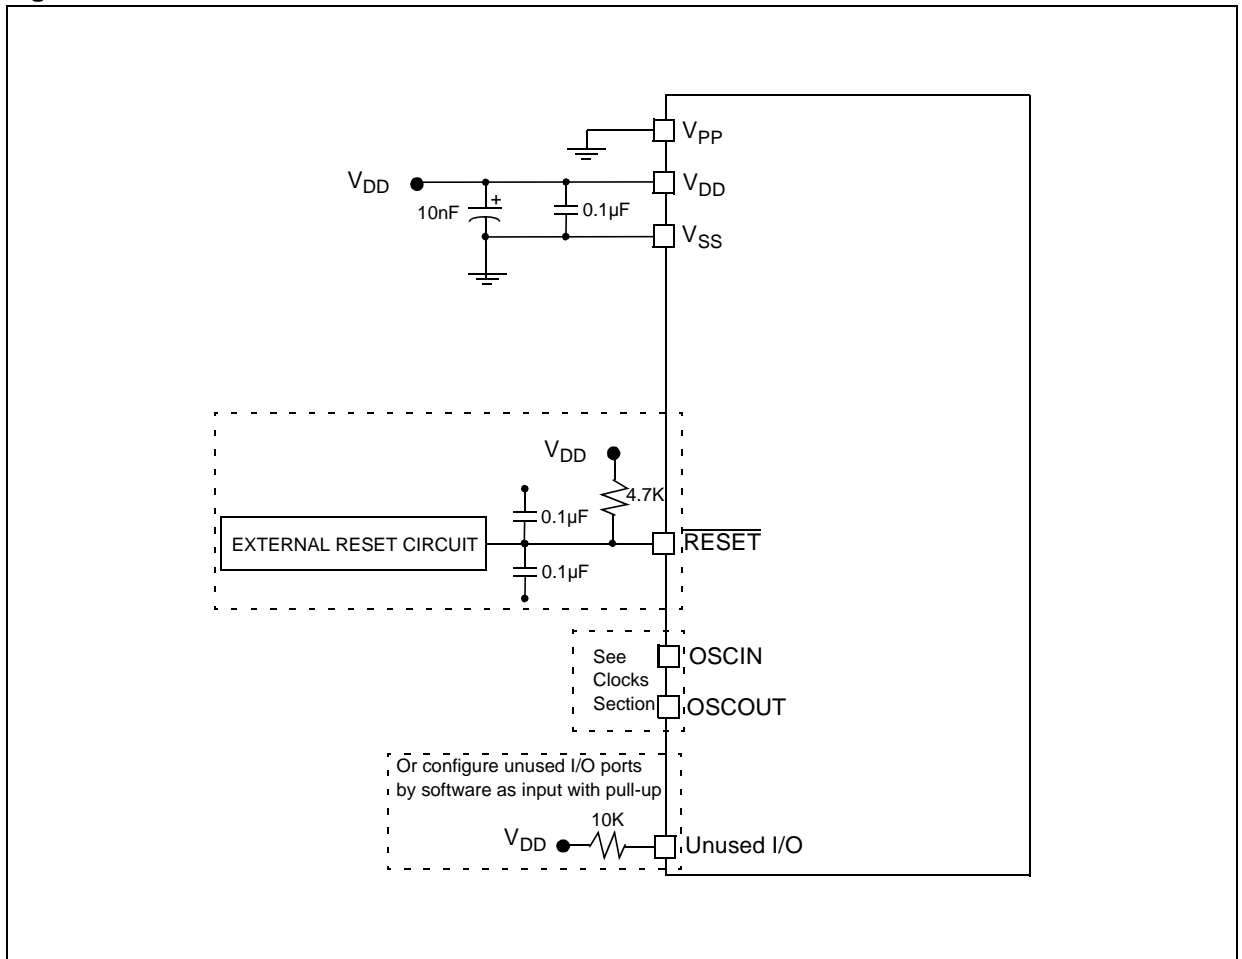 VPP
VDD
VDD
10nF
+
0.1µF
VSS
VDD
4.7K
0.1µF
EXTERNAL RESET CIRCUIT
RESET
0.1µF
See
Clocks
Section
OSCIN
OSCOUT
Or configure unused I/O ports
by software as input with pull-up
10K
VDD
Unused I/O